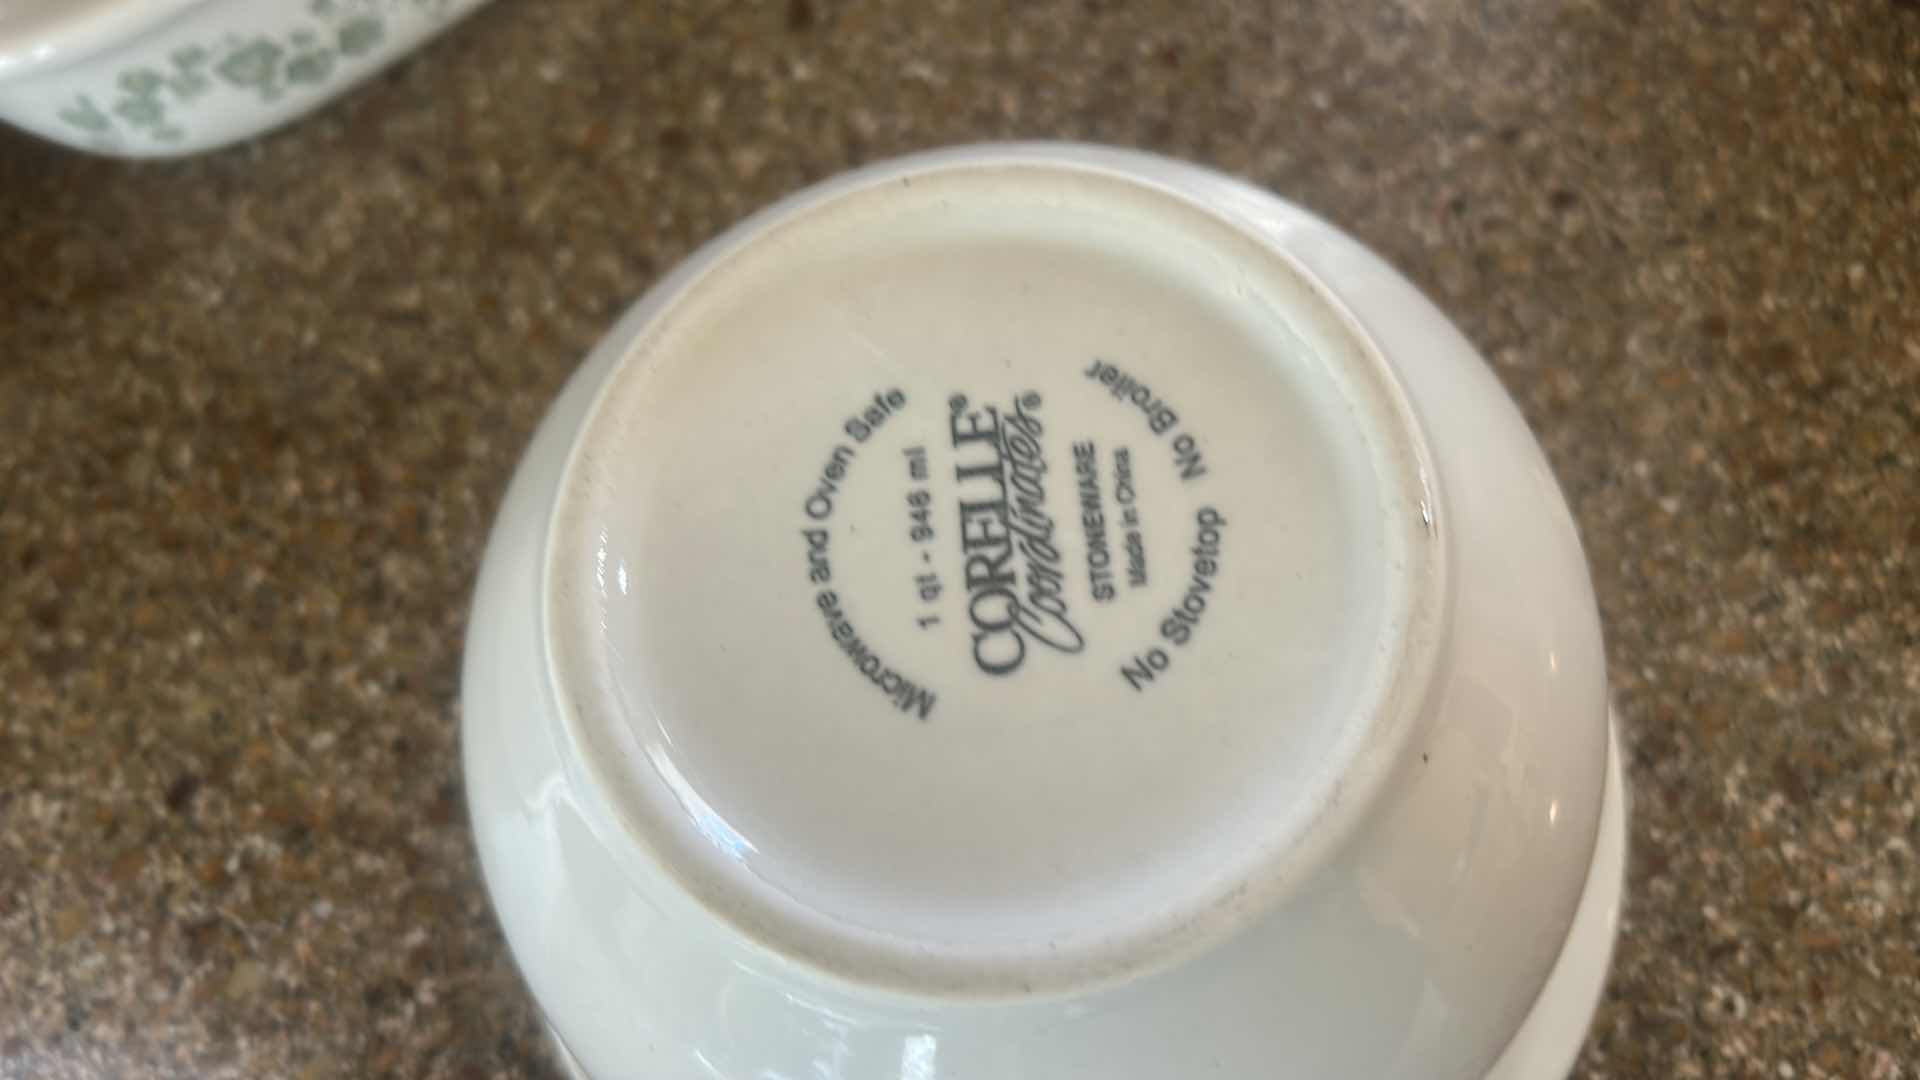 Microwave and Oven Safe
1 qt - 946 ml
CORELLE®
Coordinates®
STONEWARE
Made in China
No Stovetop No Broiler